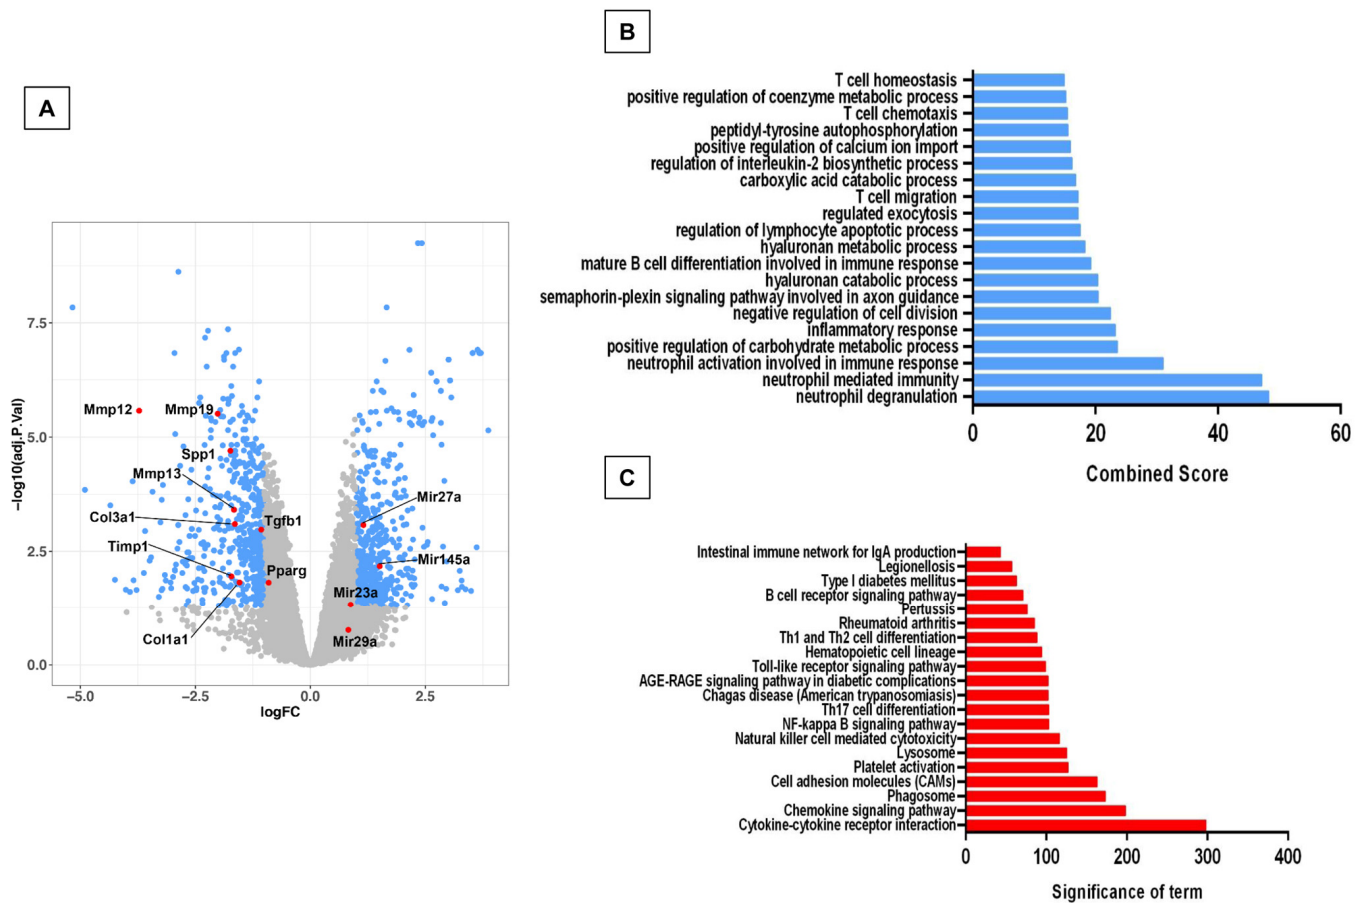 A
7.5
5.0
2.5
0.0
−log10(adj.P.Val)
Mmp12
Mmp19
Spp1
Mmp13
Col3a1
Tgfb1
Timp1
Pparg
Col1a1
Mir27a
Mir145a
Mir23a
Mir29a
−5.0
−2.5
0.0
2.5
logFC
B
T cell homeostasis
positive regulation of coenzyme metabolic process
T cell chemotaxis
peptidyl-tyrosine autophosphorylation
positive regulation of calcium ion import
regulation of interleukin-2 biosynthetic process
carboxylic acid catabolic process
T cell migration
regulated exocytosis
regulation of lymphocyte apoptotic process
hyaluronan metabolic process
mature B cell differentiation involved in immune response
hyaluronan catabolic process
semaphorin-plexin signaling pathway involved in axon guidance
negative regulation of cell division
inflammatory response
positive regulation of carbohydrate metabolic process
neutrophil activation involved in immune response
neutrophil mediated immunity
neutrophil degranulation
0
20
40
60
Combined Score
C
Intestinal immune network for IgA production
Legionellosis
Type I diabetes mellitus
B cell receptor signaling pathway
Pertussis
Rheumatoid arthritis
Th1 and Th2 cell differentiation
Hematopoietic cell lineage
Toll-like receptor signaling pathway
AGE-RAGE signaling pathway in diabetic complications
Chagas disease (American trypanosomiasis)
Th17 cell differentiation
NF-kappa B signaling pathway
Natural killer cell mediated cytotoxicity
Lysosome
Platelet activation
Cell adhesion molecules (CAMs)
Phagosome
Chemokine signaling pathway
Cytokine-cytokine receptor interaction
0
100
200
300
400
Significance of term